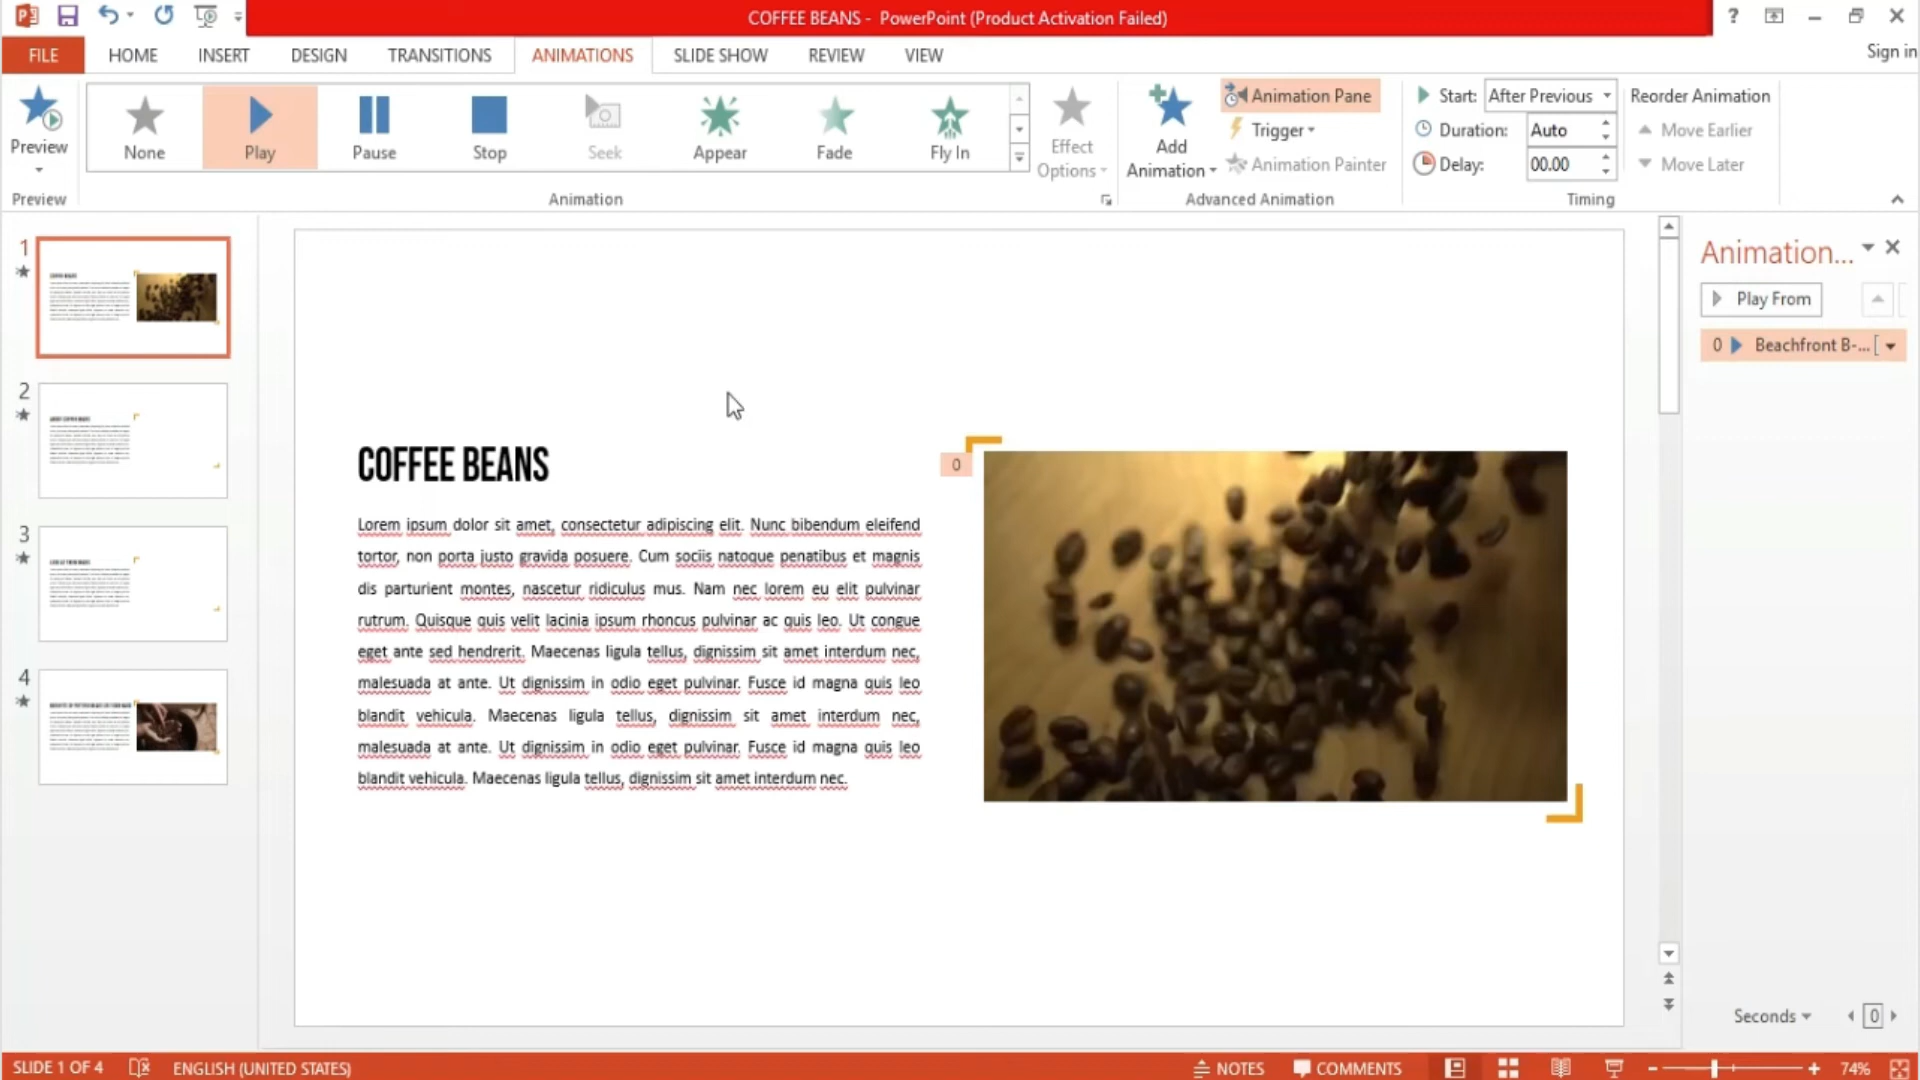 COFFEE BEANS - PowerPoint (Product Activation Failed)
?
FILE HOME INSERT DESIGN TRANSITIONS ANIMATIONS SLIDE SHOW REVIEW VIEW Sign in
Preview
None Play Pause Stop Seek Appear Fade Fly In
Effect Options
Add Animation
Animation Pane
Trigger
Animation Painter
Start: After Previous
Duration: Auto
Delay: 00.00
Reorder Animation
Move Earlier
Move Later
Preview Animation Advanced Animation Timing
1
2
3
4
COFFEE BEANS
Lorem ipsum dolor sit amet, consectetur adipiscing elit. Nunc bibendum eleifend
tortor, non porta justo gravida posuere. Cum sociis natoque penatibus et magnis
dis parturient montes, nascetur ridiculus mus. Nam nec lorem eu elit pulvinar
rutrum. Quisque quis velit lacinia ipsum rhoncus pulvinar ac quis leo. Ut congue
eget ante sed hendrerit. Maecenas ligula tellus, dignissim sit amet interdum nec,
malesuada at ante. Ut dignissim in odio eget pulvinar. Fusce id magna quis leo
blandit vehicula. Maecenas ligula tellus, dignissim sit amet interdum nec,
malesuada at ante. Ut dignissim in odio eget pulvinar. Fusce id magna quis leo
blandit vehicula. Maecenas ligula tellus, dignissim sit amet interdum nec.
0
Animation...
Play From
0 Beachfront B-... [
Seconds 0
SLIDE 1 OF 4 ENGLISH (UNITED STATES) NOTES COMMENTS 74%